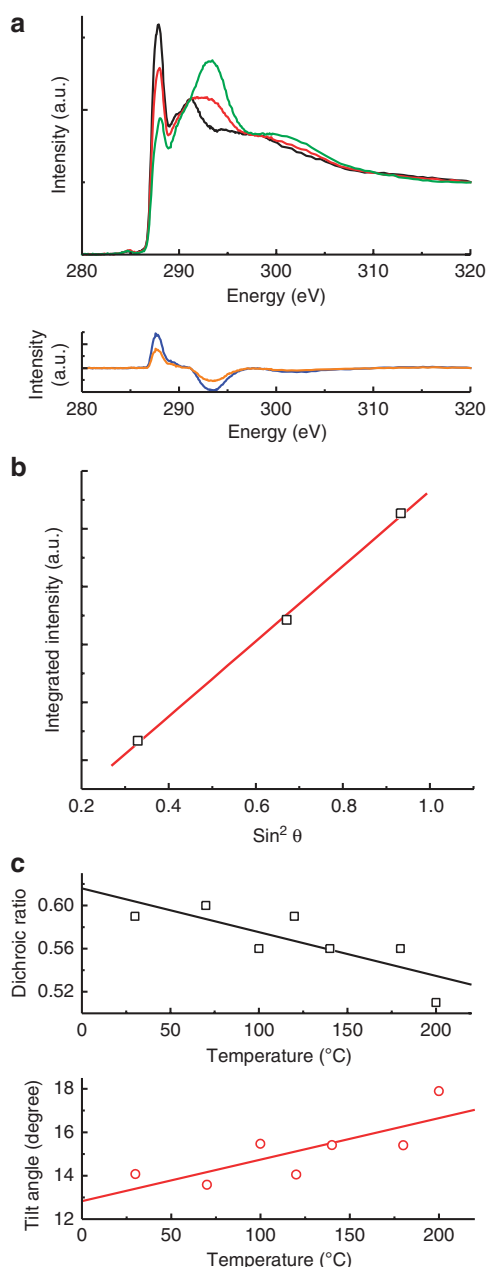 a
Intensity (a.u.)
280 290 300 310 320
Energy (eV)
Intensity
(a.u.)
280 290 300 310 320
Energy (eV)
b
Integrated intensity (a.u.)
0.2 0.4 0.6 0.8 1.0
Sin² θ
c
Dichroic ratio
0.60
0.56
0.52
0 50 100 150 200
Temperature (°C)
Tilt angle (degree)
18
16
14
12
0 50 100 150 200
Temperature (°C)